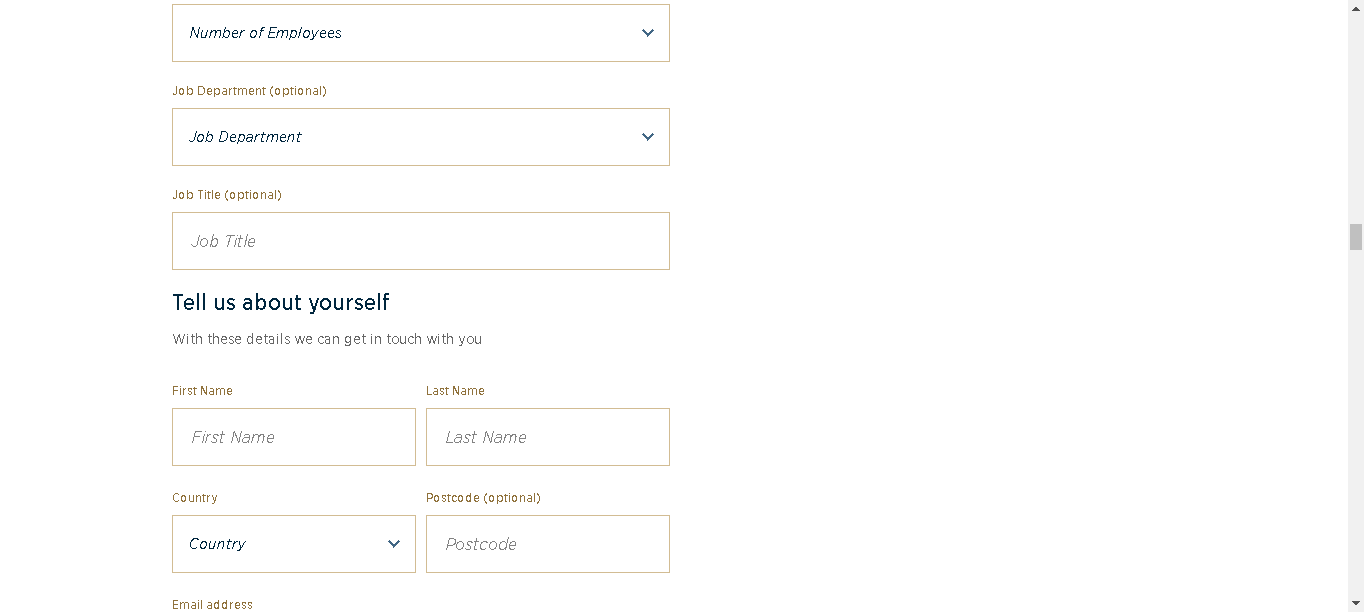 Number of Employees
Job Department (optional)
Job Department
Job Title (optional)
Job Title
Tell us about yourself
With these details we can get in touch with you
First Name
Last Name
First Name
Last Name
Country
Postcode (optional)
Country
Postcode
Email address